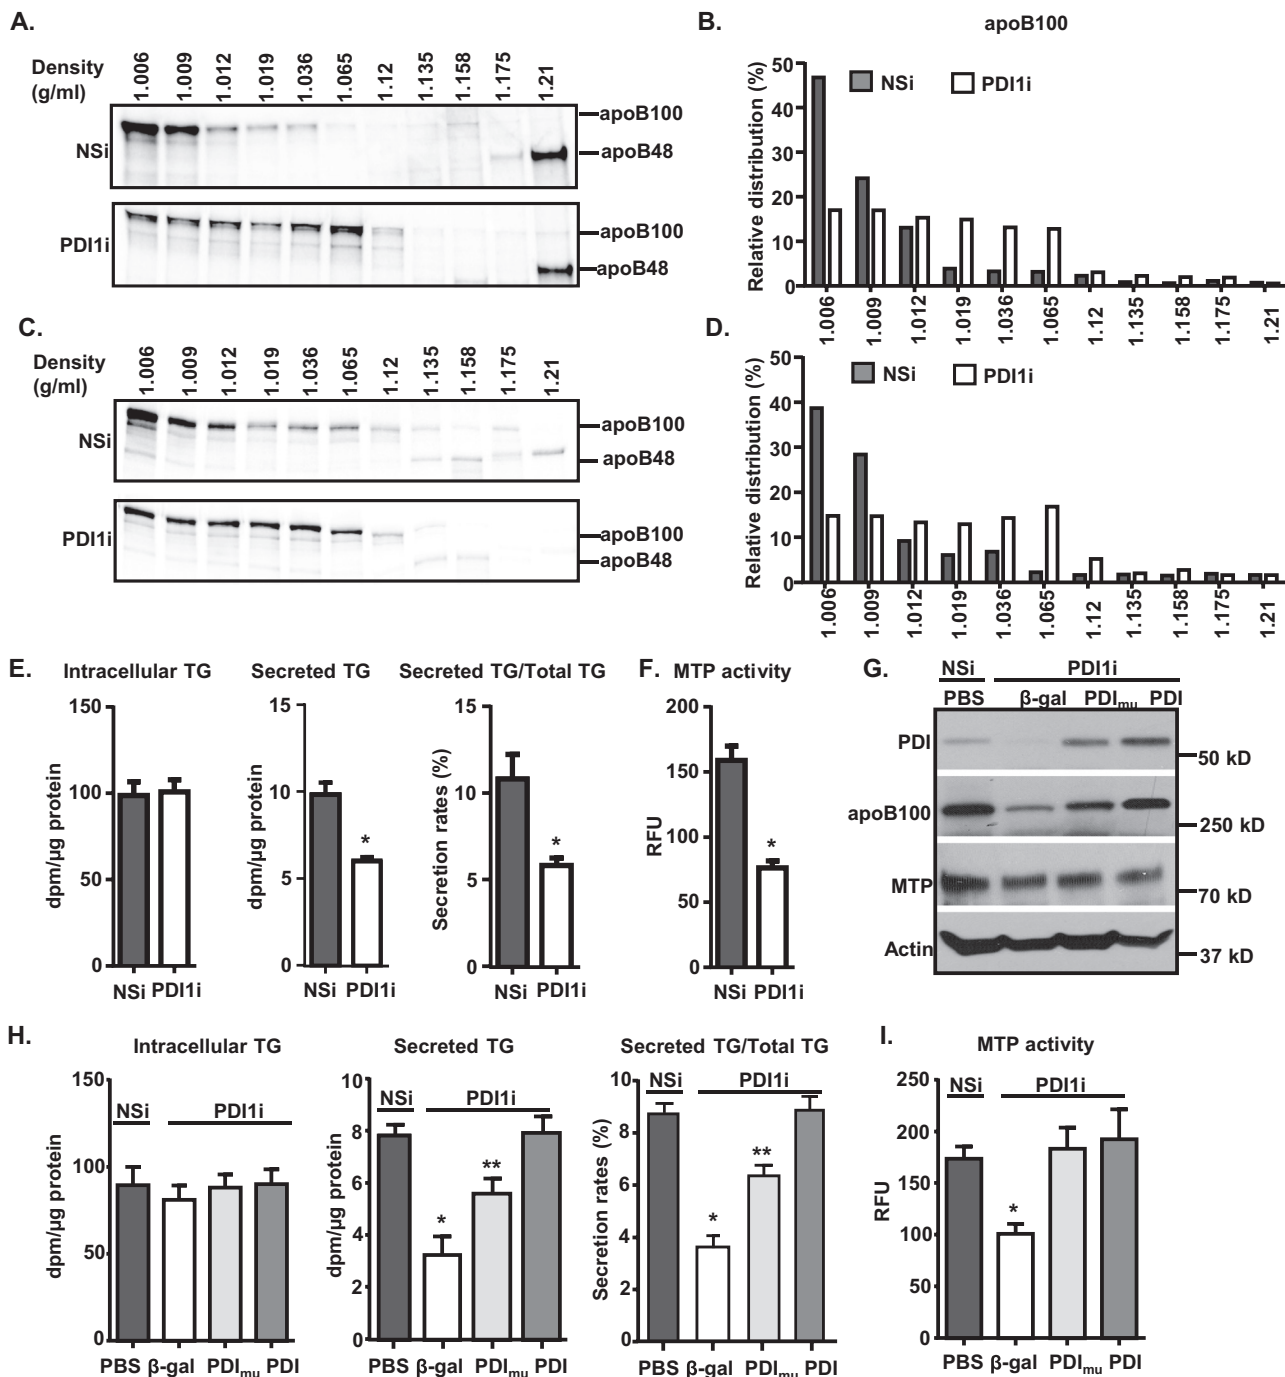 A.
Density
(g/ml)
1.006 1.009 1.012 1.019 1.036 1.065 1.12 1.135 1.158 1.175 1.21
NSi
apoB100
apoB48
PDI1i
apoB100
apoB48
B.
apoB100
Relative distribution (%)
NSi PDI1i
50
40
30
20
10
0
1.006 1.009 1.012 1.019 1.036 1.065 1.12 1.135 1.158 1.175 1.21
C.
Density
(g/ml)
1.006 1.009 1.012 1.019 1.036 1.065 1.12 1.135 1.158 1.175 1.21
NSi
apoB100
apoB48
PDI1i
apoB100
apoB48
D.
Relative distribution (%)
NSi PDI1i
50
40
30
20
10
0
1.006 1.009 1.012 1.019 1.036 1.065 1.12 1.135 1.158 1.175 1.21
E.
Intracellular TG
dpm/µg protein
150
100
50
0
NSi PDI1i
Secreted TG
dpm/µg protein
15
10
5
0
*
NSi PDI1i
Secreted TG/Total TG
Secretion rates (%)
15
10
5
0
*
NSi PDI1i
F.
MTP activity
RFU
200
150
100
50
0
*
NSi PDI1i
G.
NSi PDI1i
PBS β-gal PDImu PDI
PDI
50 kD
apoB100
250 kD
MTP
70 kD
Actin
37 kD
H.
Intracellular TG
dpm/µg protein
150
100
50
0
NSi PDI1i
PBS β-gal PDImu PDI
Secreted TG
dpm/µg protein
8
6
4
2
0
NSi PDI1i
*
**
PBS β-gal PDImu PDI
Secreted TG/Total TG
Secretion rates (%)
8
6
4
2
0
NSi PDI1i
*
**
PBS β-gal PDImu PDI
I.
MTP activity
RFU
250
200
150
100
50
0
NSi PDI1i
*
PBS β-gal PDImu PDI